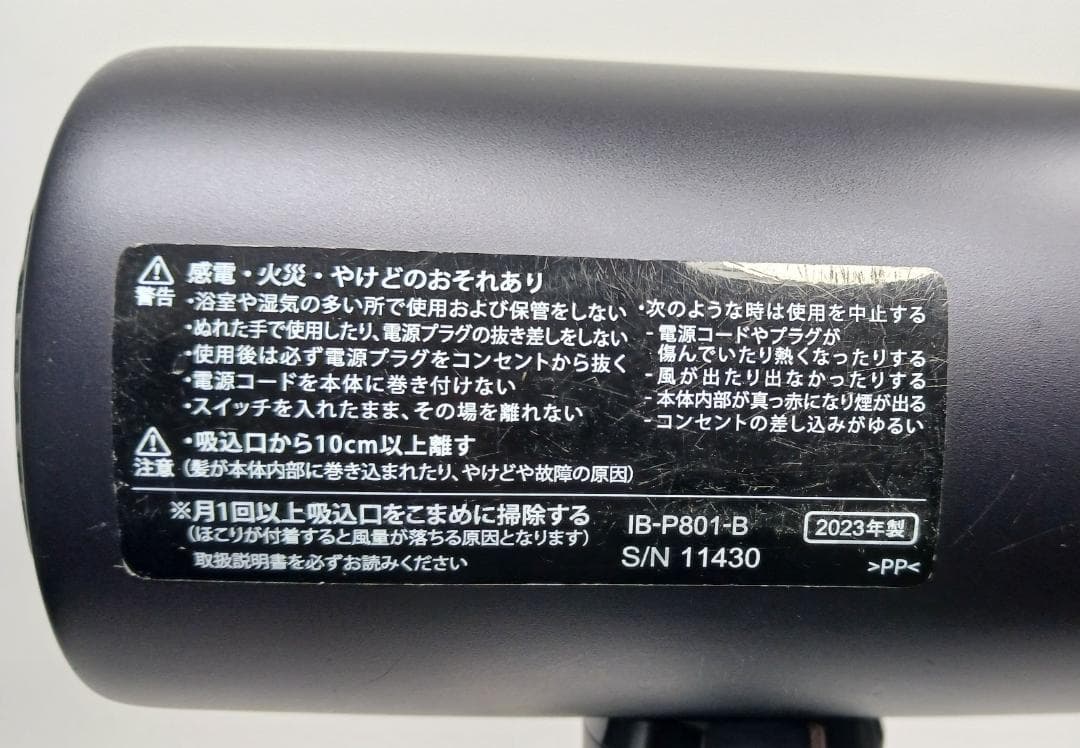 ⚠警告
感電・火災・やけどのおそれあり
・浴室や湿気の多い所で使用および保管をしない
・ぬれた手で使用したり、電源プラグの抜き差しをしない
・使用後は必ず電源プラグをコンセントから抜く
・電源コードを本体に巻き付けない
・スイッチを入れたまま、その場を離れない
・次のような時は使用を中止する
- 電源コードやプラグが
傷んでいたり熱くなったりする
- 風が出たり出なかったりする
- 本体内部が真っ赤になり煙が出る
- コンセントの差し込みがゆるい
⚠注意
・吸込口から10cm以上離す
（髪が本体内部に巻き込まれたり、やけどや故障の原因）
※月1回以上吸込口をこまめに掃除する
（ほこりが付着すると風量が落ちる原因となります）
取扱説明書を必ずお読みください
IB-P801-B
S/N 11430
2023年製
>PP<